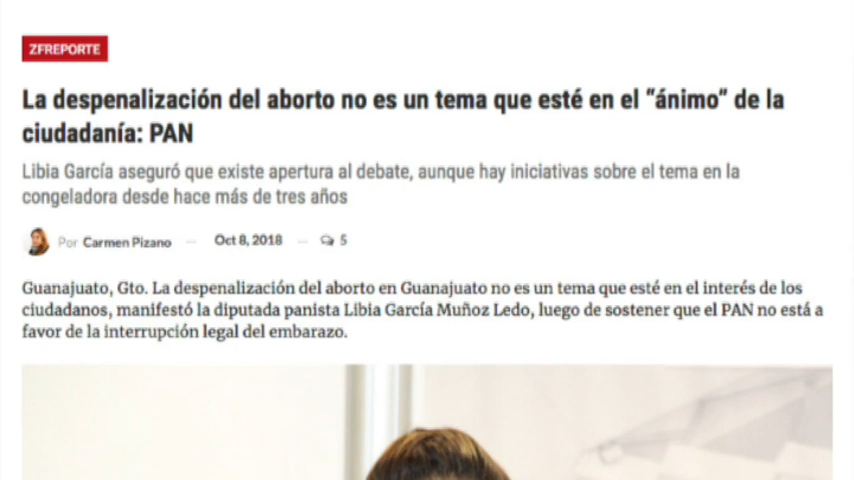 ZFREPORTE
La despenalización del aborto no es un tema que esté en el “ánimo” de la
ciudadanía: PAN
Libia García aseguró que existe apertura al debate, aunque hay iniciativas sobre el tema en la
congeladora desde hace más de tres años
Por Carmen Pizano — Oct 8, 2018 — 5
Guanajuato, Gto. La despenalización del aborto en Guanajuato no es un tema que esté en el interés de los
ciudadanos, manifestó la diputada panista Libia García Muñoz Ledo, luego de sostener que el PAN no está a
favor de la interrupción legal del embarazo.